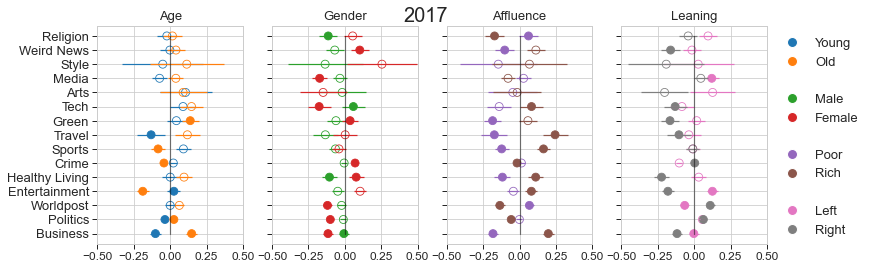 2017
Age Gender Affluence Leaning
Religion
Weird News
Style
Media
Arts
Tech
Green
Travel
Sports
Crime
Healthy Living
Entertainment
Worldpost
Politics
Business
−0.50 −0.25 0.00 0.25 0.50 −0.50 −0.25 0.00 0.25 0.50 −0.50 −0.25 0.00 0.25 0.50 −0.50 −0.25 0.00 0.25 0.50
Young
Old
Male
Female
Poor
Rich
Left
Right